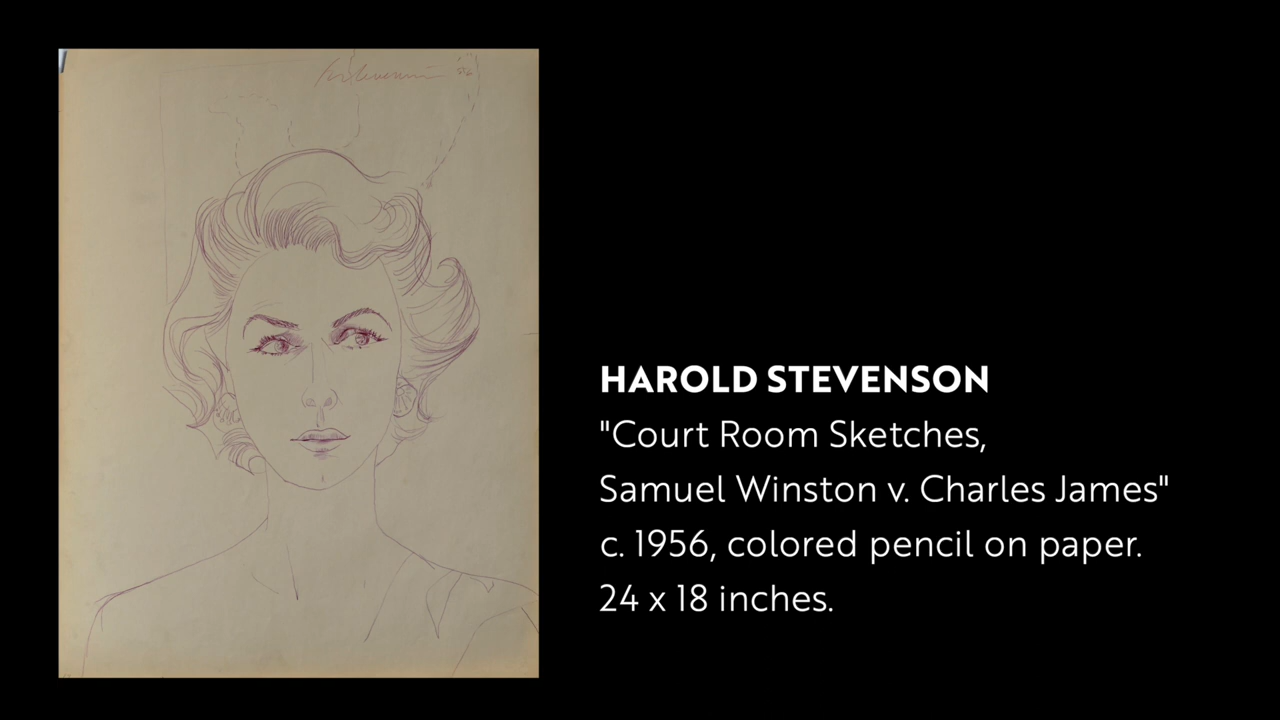 HAROLD STEVENSON
"Court Room Sketches,
Samuel Winston v. Charles James"
c. 1956, colored pencil on paper.
24 x 18 inches.